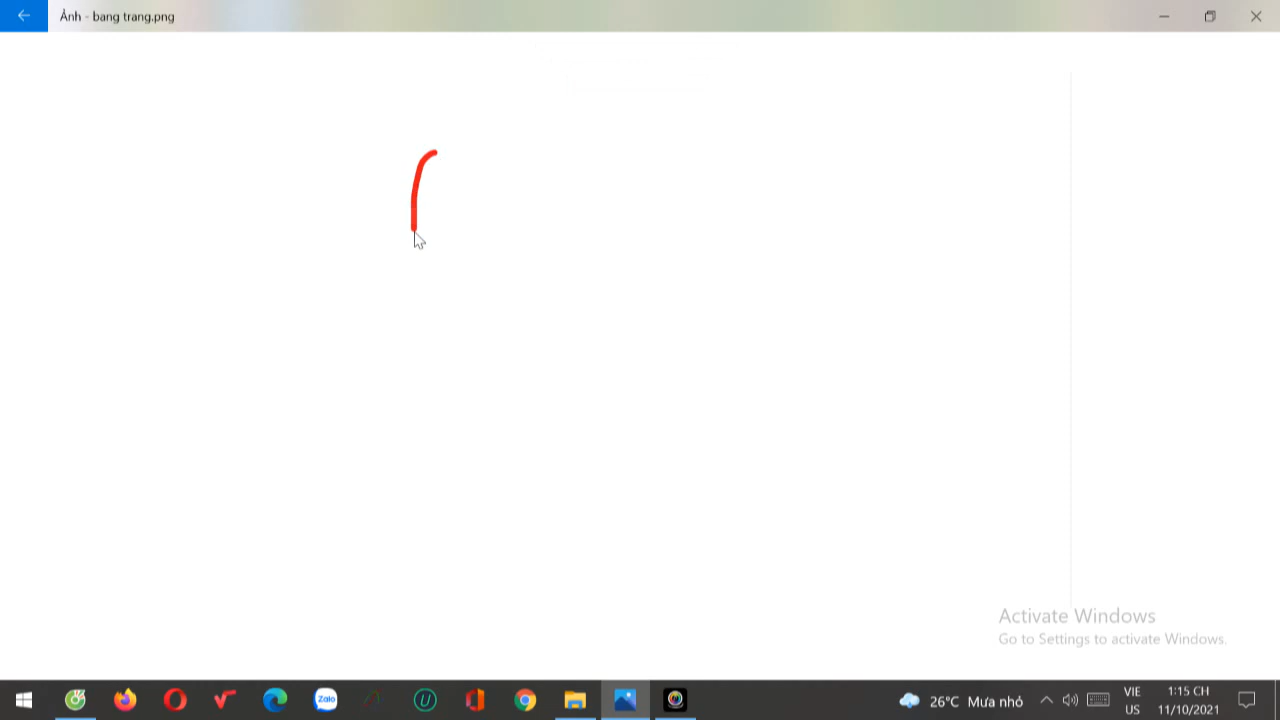 Ảnh - bang trang.png
Activate Windows
Go to Settings to activate Windows.
Zalo
26°C Mưa nhỏ
VIE
US
1:15 CH
11/10/2021